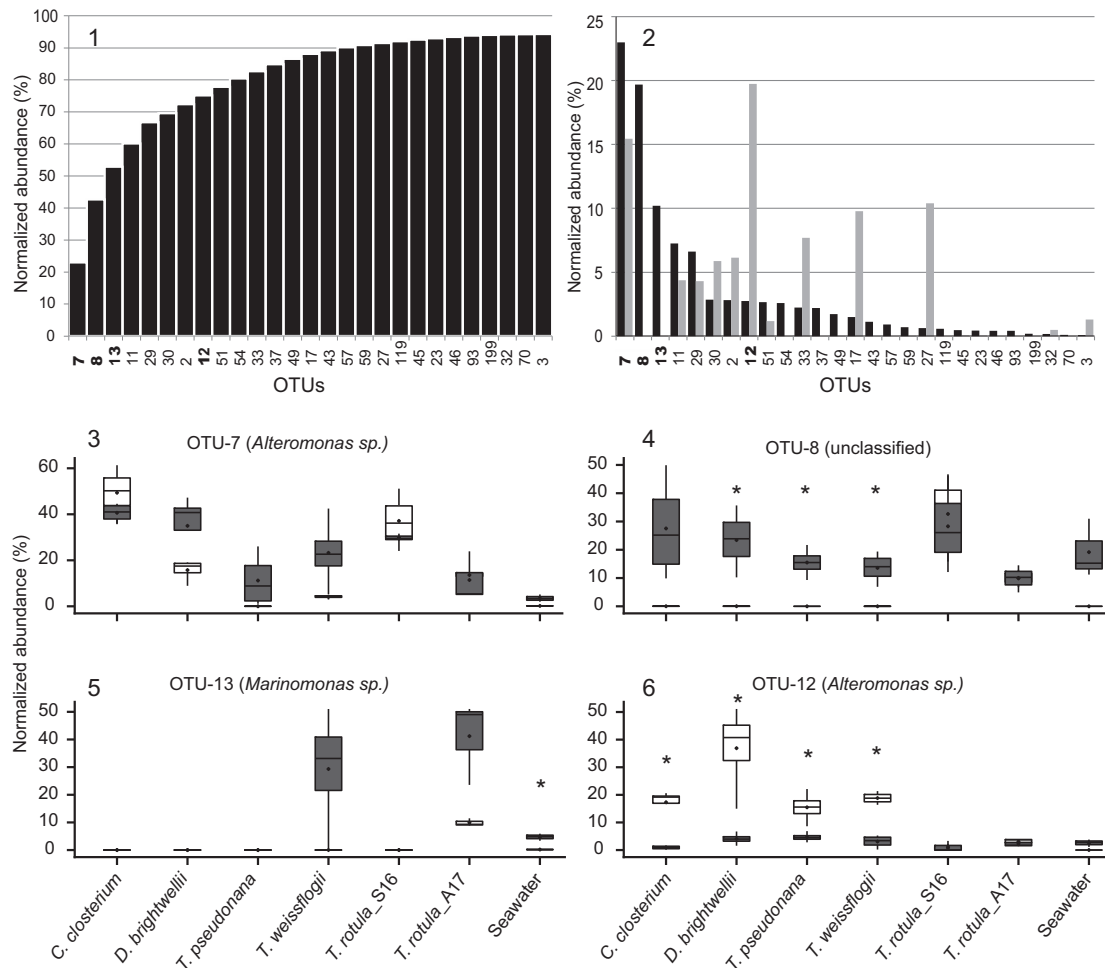 1
Normalized abundance (%)
100
90
80
70
60
50
40
30
20
10
0
7 8 13 11 29 30 2 12 51 54 33 37 49 17 43 57 59 27 119 45 23 46 93 199 32 70 3
OTUs
2
Normalized abundance (%)
25
20
15
10
5
0
7 8 13 11 29 30 2 12 51 54 33 37 49 17 43 57 59 27 119 45 23 46 93 199 32 70 3
OTUs
Normalized abundance (%)
3
OTU-7 (Alteromonas sp.)
60
40
20
0
4
OTU-8 (unclassified)
50
40
30
20
10
0
* * *
5
OTU-13 (Marinomonas sp.)
50
40
30
20
10
0
*
C. closterium
D. brightwellii
T. pseudonana
T. weissflogii
T. rotula_S16
T. rotula_A17
Seawater
6
OTU-12 (Alteromonas sp.)
50
40
30
20
10
0
* * * *
C. closterium
D. brightwellii
T. pseudonana
T. weissflogii
T. rotula_S16
T. rotula_A17
Seawater